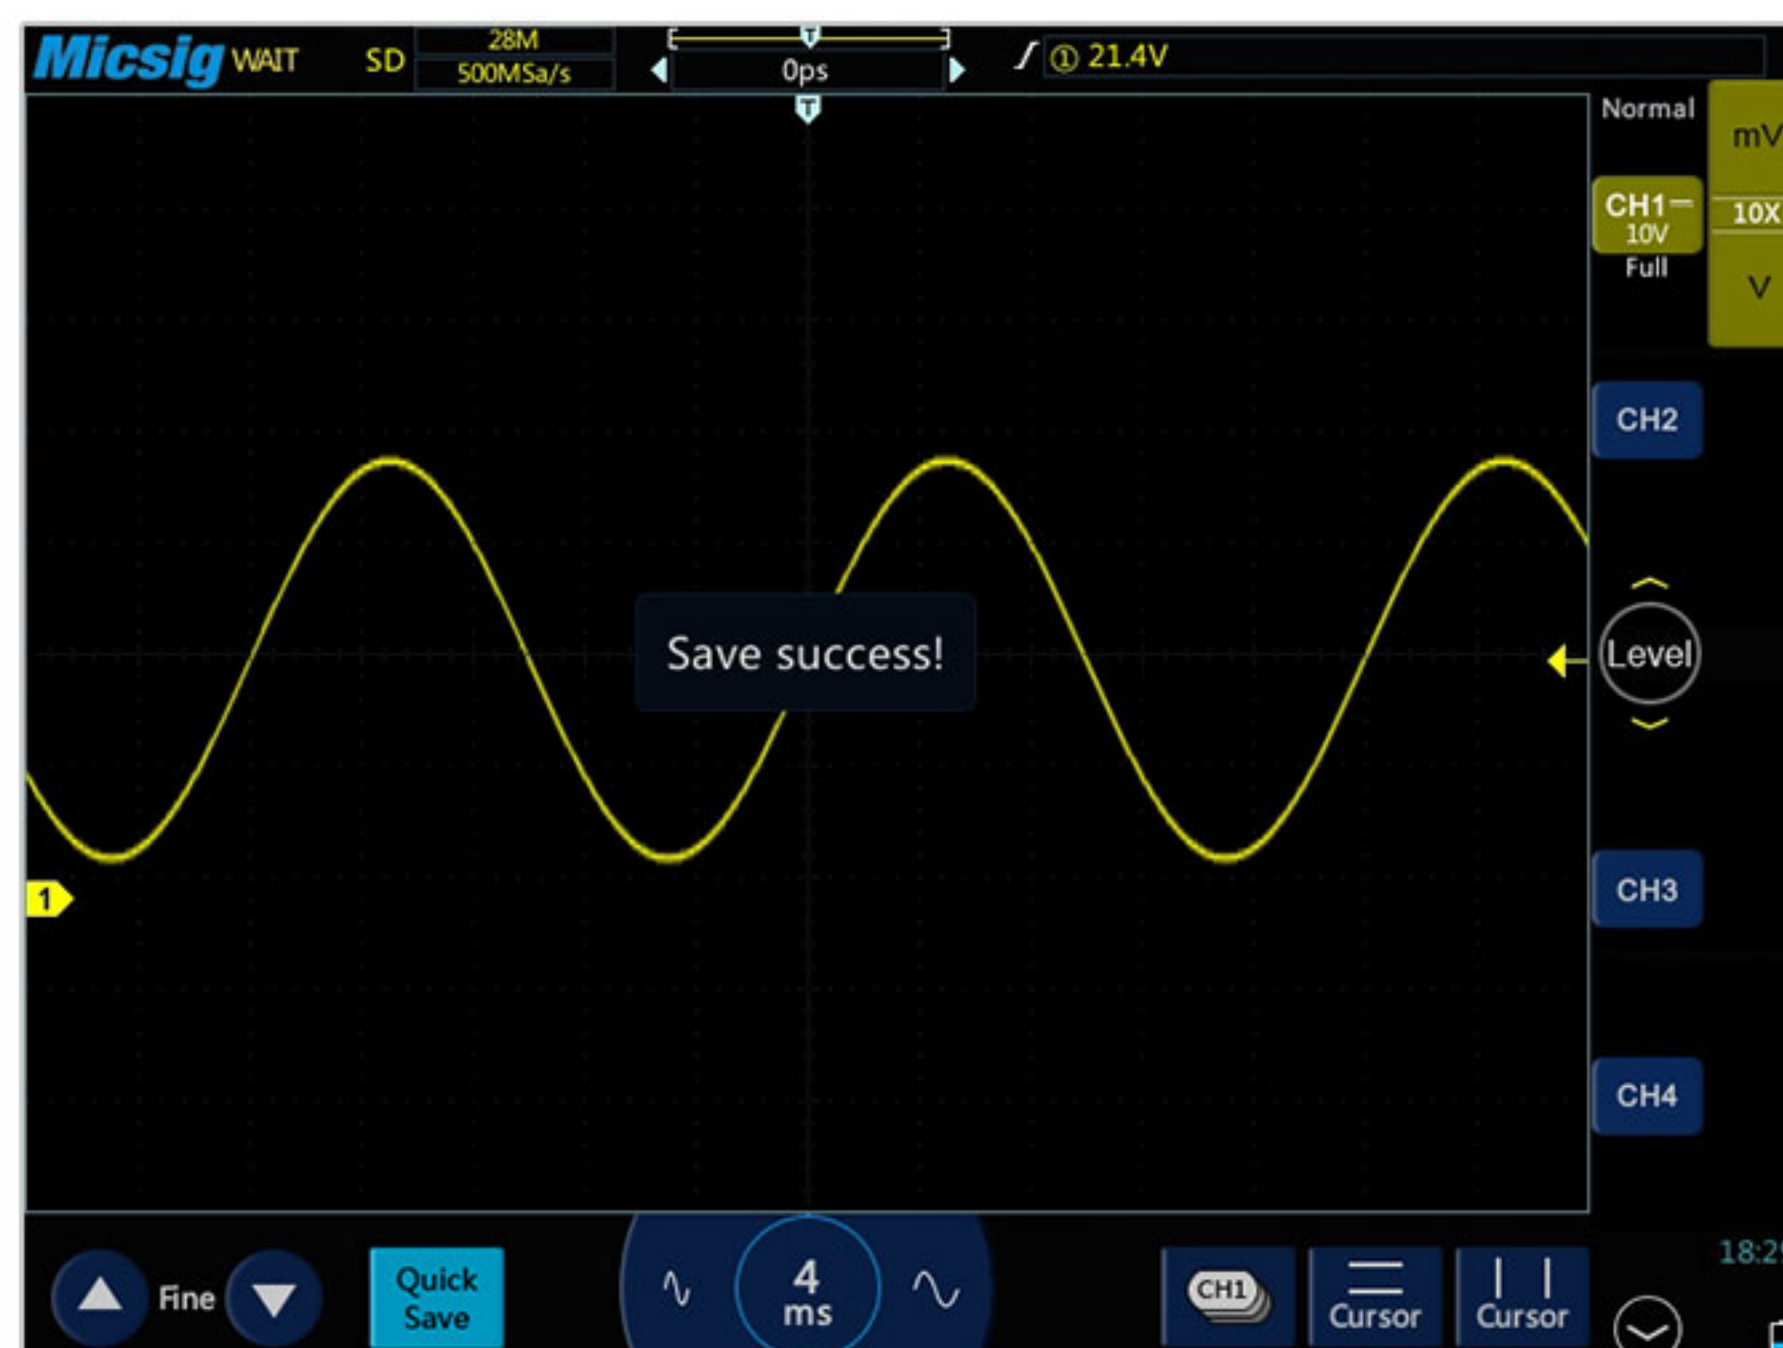 Micsig WAIT SD 28M
500MSa/s
T
0ps
① 21.4V
T
Normal
mV
CH1
10V
Full
10X
V
CH2
Save success!
Level
1
CH3
CH4
Fine
Quick
Save
4
ms
CH1
Cursor
Cursor